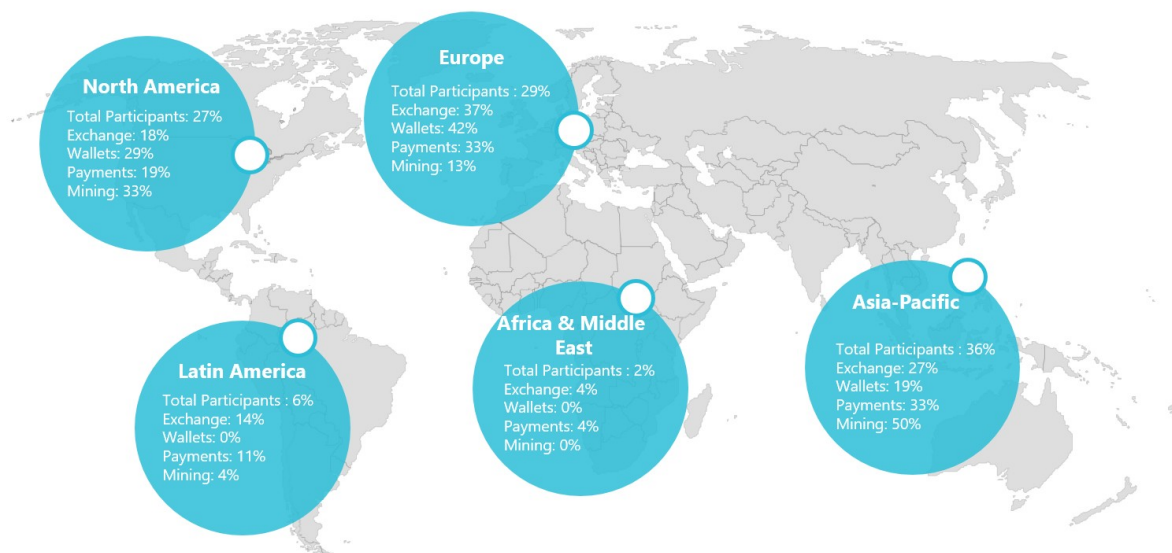 North America
Total Participants: 27%
Exchange: 18%
Wallets: 29%
Payments: 19%
Mining: 33%
Europe
Total Participants : 29%
Exchange: 37%
Wallets: 42%
Payments: 33%
Mining: 13%
Latin America
Total Participants : 6%
Exchange: 14%
Wallets: 0%
Payments: 11%
Mining: 4%
Africa & Middle
East
Total Participants : 2%
Exchange: 4%
Wallets: 0%
Payments: 4%
Mining: 0%
Asia-Pacific
Total Participants : 36%
Exchange: 27%
Wallets: 19%
Payments: 33%
Mining: 50%